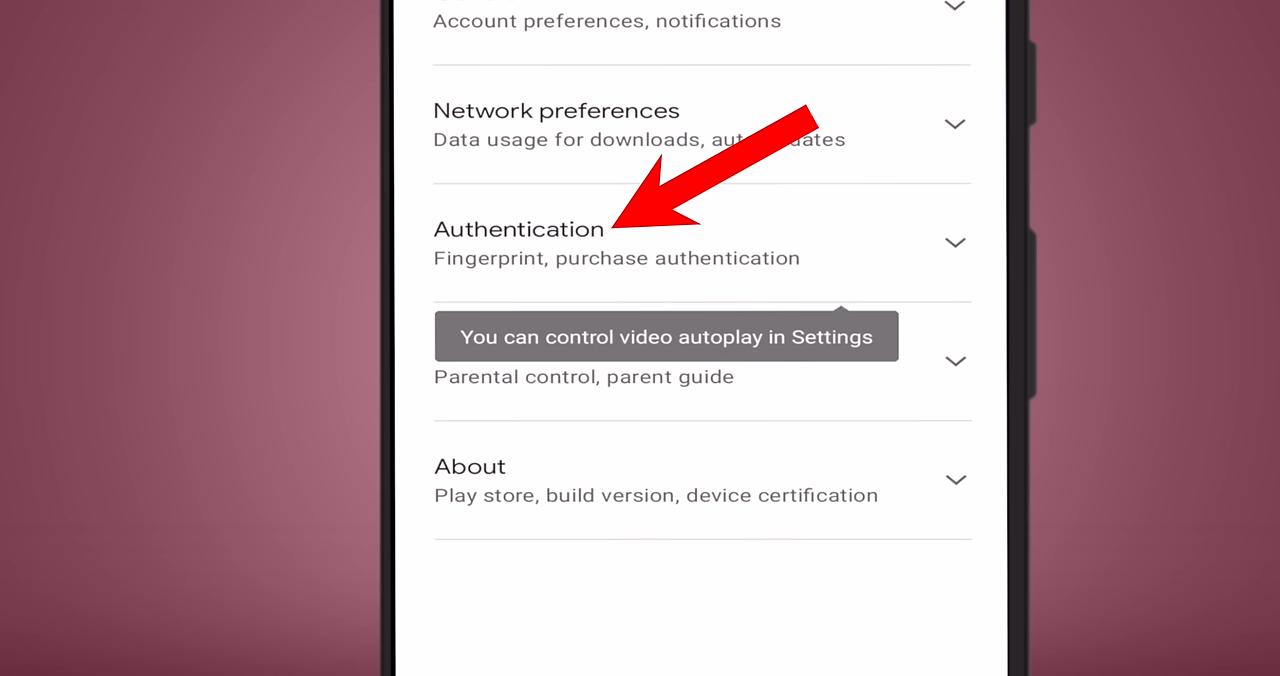 Account preferences, notifications
Network preferences
Data usage for downloads,
Authentication
Fingerprint, purchase authentication
You can control video autoplay in Settings
Parental control, parent guide
About
Play store, build version, device certification